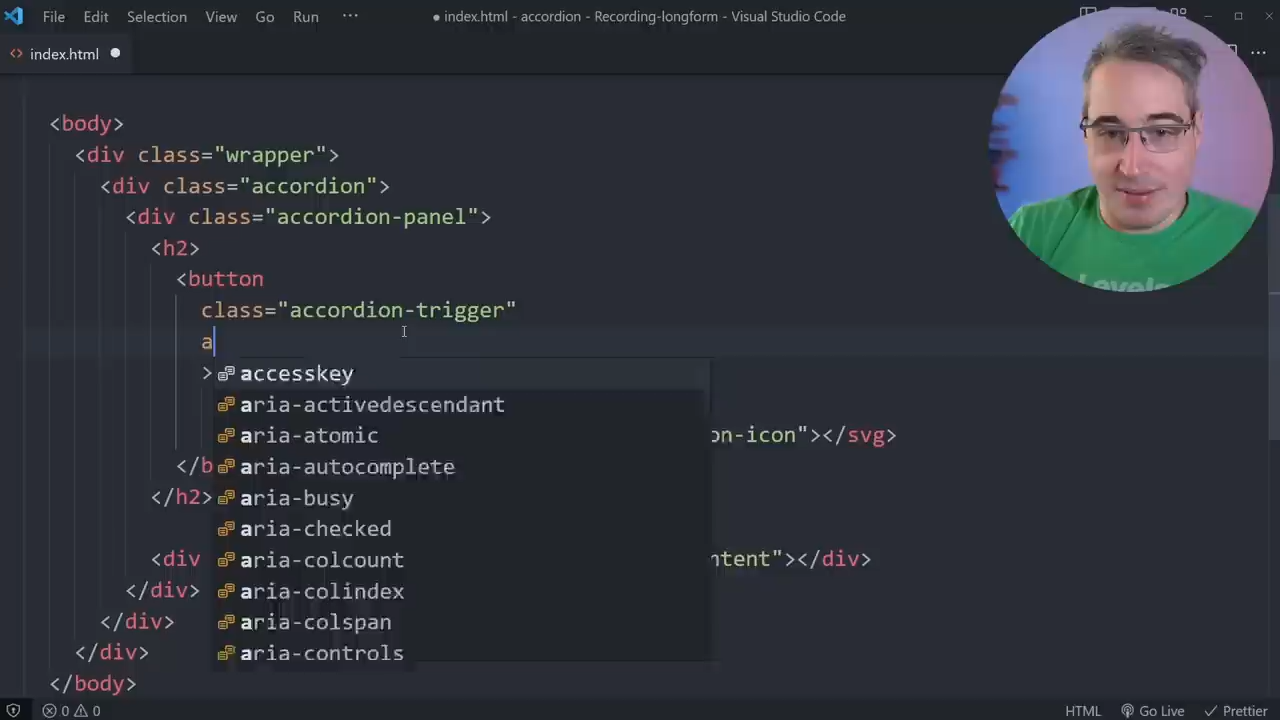 File Edit Selection View Go Run ··· ● index.html - accordion - Recording-longform - Visual Studio Code
<> index.html ●
<body>
<div class="wrapper">
<div class="accordion">
<div class="accordion-panel">
<h2>
<button
class="accordion-trigger"
a
> accesskey
aria-activedescendant
aria-atomic
on-icon"></svg>
aria-autocomplete
</b
aria-busy
</h2>
aria-checked
aria-colcount
<div
ntent"></div>
aria-colindex
</div>
aria-colspan
</div>
aria-controls
</div>
</body>
0 0 HTML Go Live Prettier